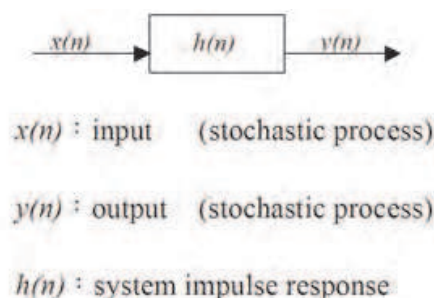 x(n) h(n) y(n)
x(n) : input (stochastic process)
y(n) : output (stochastic process)
h(n) : system impulse response